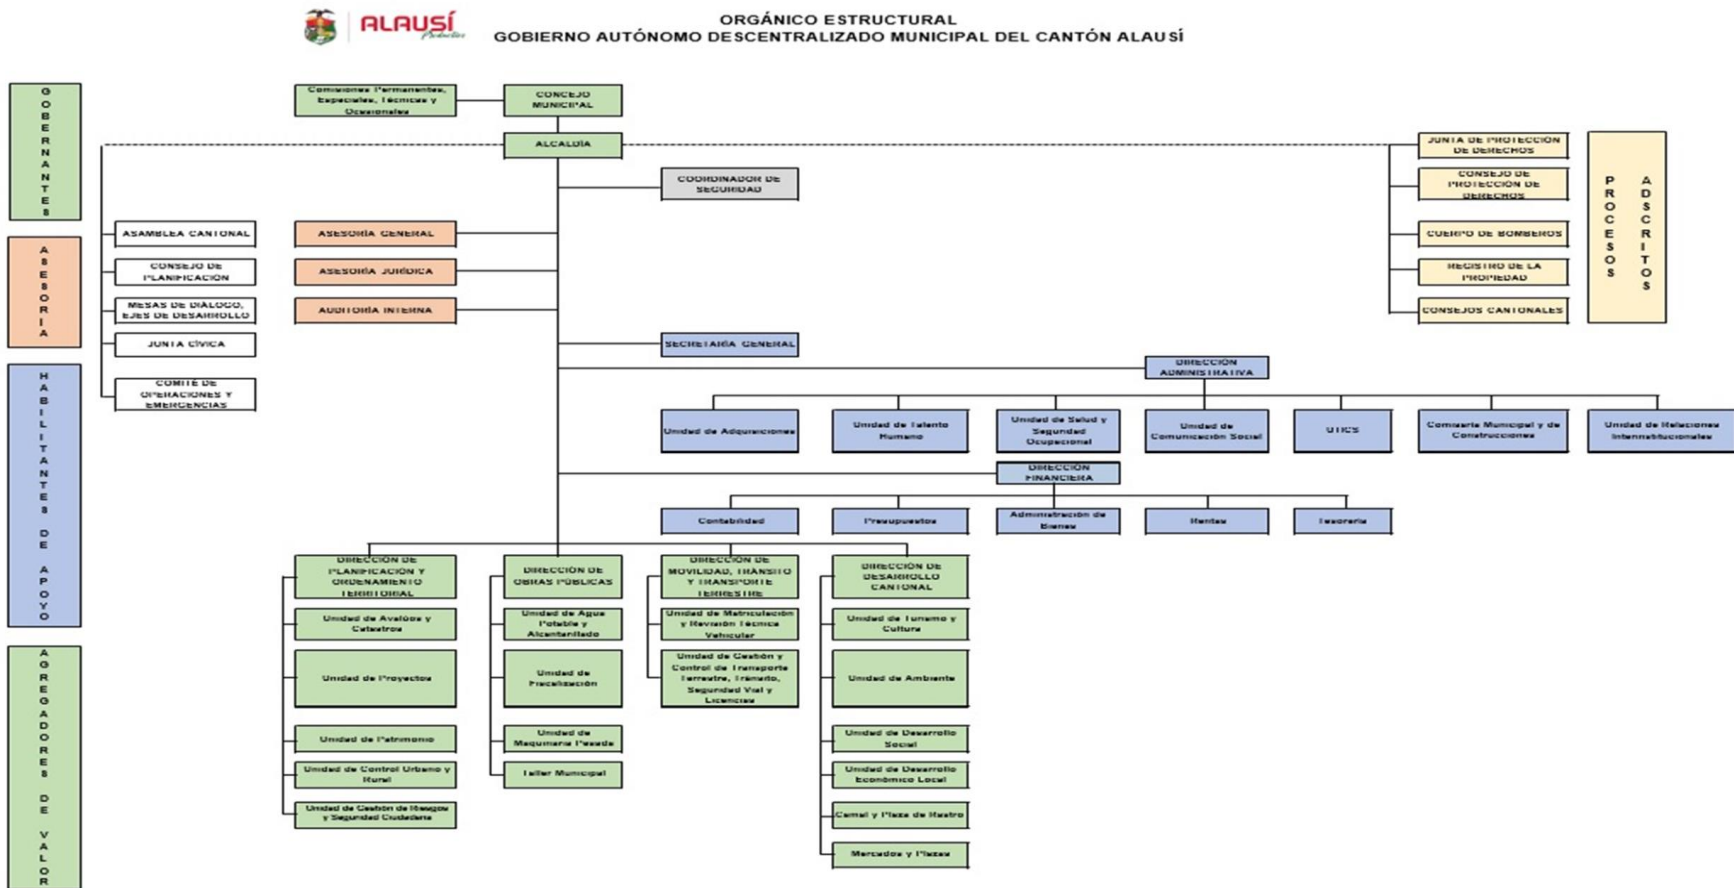 ALAUSÍ
Productivo
ORGÁNICO ESTRUCTURAL
GOBIERNO AUTÓNOMO DESCENTRALIZADO MUNICIPAL DEL CANTÓN ALAUSÍ
GOBERNANTES
Comisiones Permanentes,
Especiales, Técnicas y
Ocasionales
CONCEJO
MUNICIPAL
ALCALDÍA
COORDINADOR DE
SEGURIDAD
JUNTA DE PROTECCIÓN
DE DERECHOS
CONSEJO DE
PROTECCIÓN DE
DERECHOS
CUERPO DE BOMBEROS
REGISTRO DE LA
PROPIEDAD
CONSEJOS CANTONALES
PROCESOS
ADSCRITOS
ASESORIA
ASAMBLEA CANTONAL
CONSEJO DE
PLANIFICACIÓN
MESAS DE DIÁLOGO,
EJES DE DESARROLLO
JUNTA CÍVICA
COMITÉ DE
OPERACIONES Y
EMERGENCIAS
ASESORÍA GENERAL
ASESORÍA JURÍDICA
AUDITORÍA INTERNA
HABILITANTES DE APOYO
SECRETARÍA GENERAL
DIRECCIÓN
ADMINISTRATIVA
Unidad de Adquisiciones
Unidad de Talento
Humano
Unidad de Salud y
Seguridad
Ocupacional
Unidad de
Comunicación Social
UTICS
Comisaría Municipal y de
Construcciones
Unidad de Relaciones
Interinstitucionales
DIRECCIÓN
FINANCIERA
Contabilidad
Presupuestos
Administración de
Bienes
Rentas
Tesorería
AGREGADORES DE VALOR
DIRECCIÓN DE
PLANIFICACIÓN Y
ORDENAMIENTO
TERRITORIAL
Unidad de Avalúos y
Catastros
Unidad de Proyectos
Unidad de Patrimonio
Unidad de Control Urbano y
Rural
Unidad de Gestión de Riesgos
y Seguridad Ciudadana
DIRECCIÓN DE
OBRAS PÚBLICAS
Unidad de Agua
Potable y
Alcantarillado
Unidad de
Fiscalización
Unidad de
Maquinaria Pesada
Taller Municipal
DIRECCIÓN DE
MOVILIDAD, TRÁNSITO
Y TRANSPORTE
TERRESTRE
Unidad de Matriculación
y Revisión Técnica
Vehicular
Unidad de Gestión y
Control de Transporte
Terrestre, Tránsito,
Seguridad Vial y
Licencias
DIRECCIÓN DE
DESARROLLO
CANTONAL
Unidad de Turismo y
Cultura
Unidad de Ambiente
Unidad de Desarrollo
Social
Unidad de Desarrollo
Económico Local
Camal y Plaza de Rastro
Mercados y Plazas